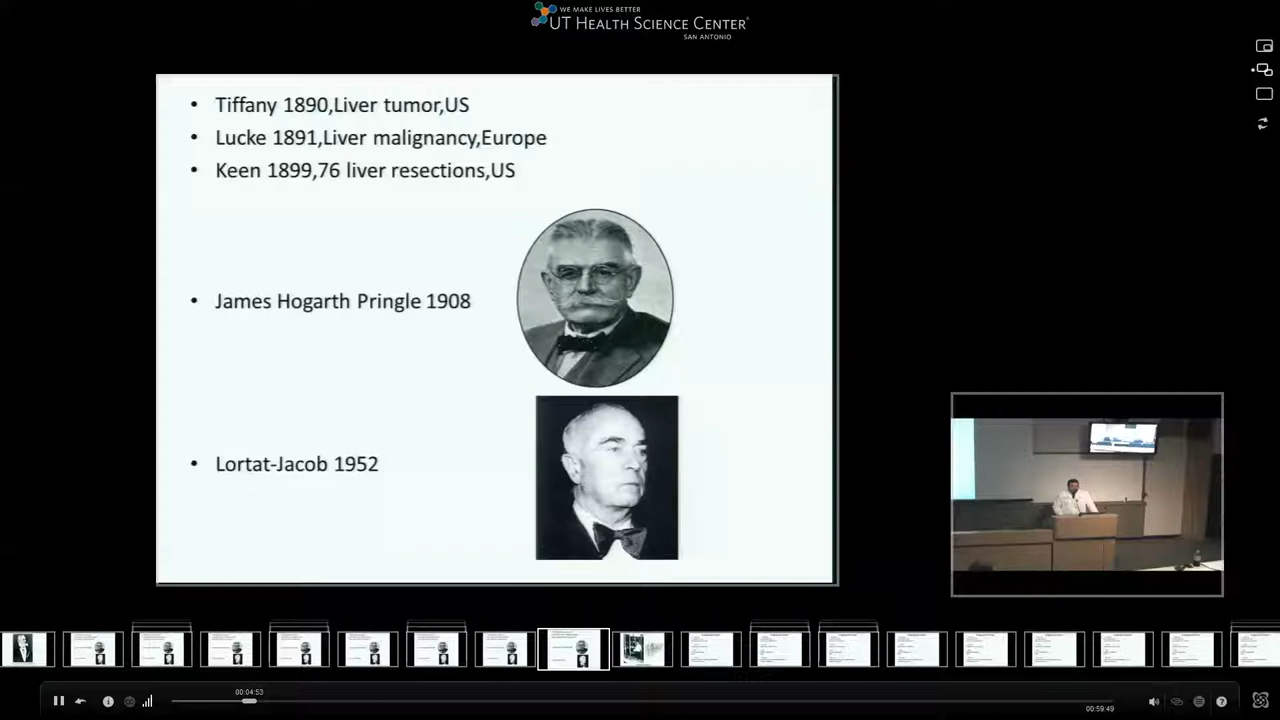 WE MAKE LIVES BETTER
UT HEALTH SCIENCE CENTER
SAN ANTONIO
• Tiffany 1890,Liver tumor,US
• Lucke 1891,Liver malignancy,Europe
• Keen 1899,76 liver resections,US
• James Hogarth Pringle 1908
• Lortat-Jacob 1952
00:04:53
00:59:49